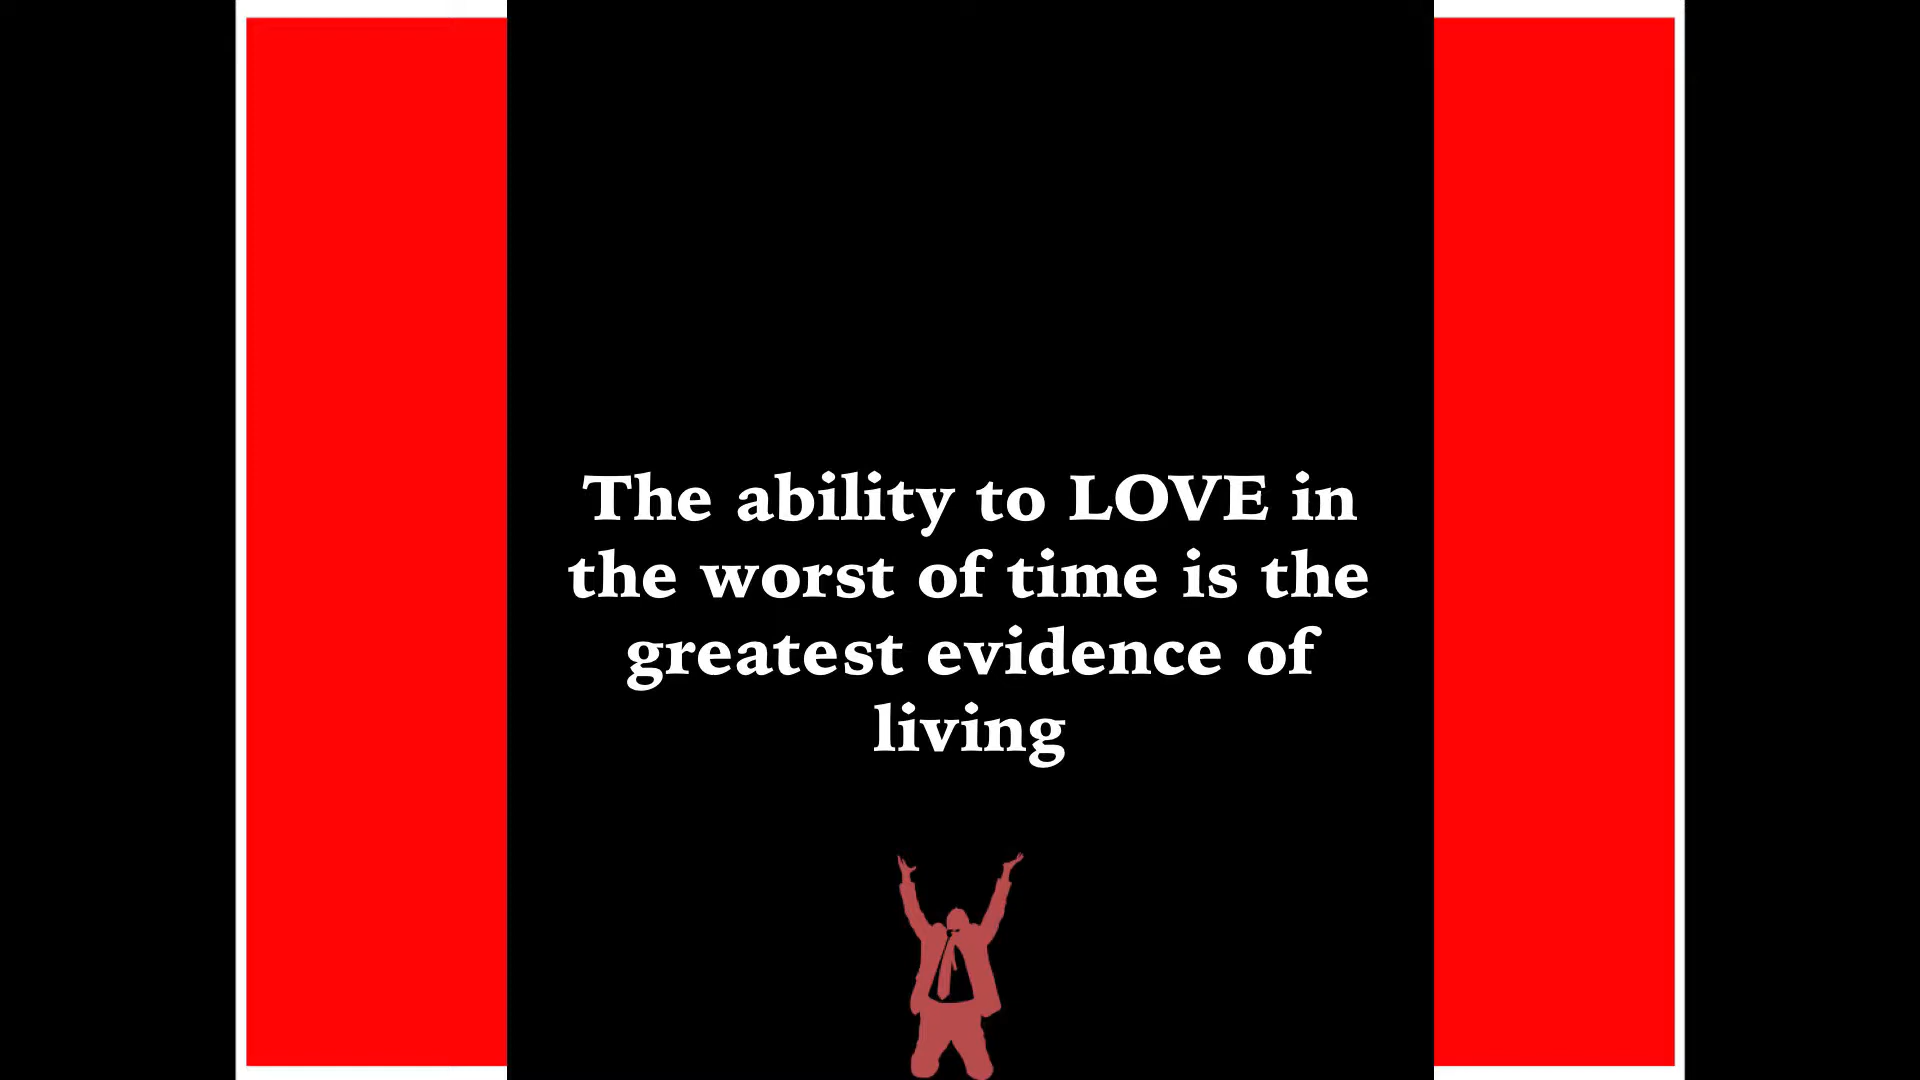 The ability to LOVE in
the worst of time is the
greatest evidence of
living